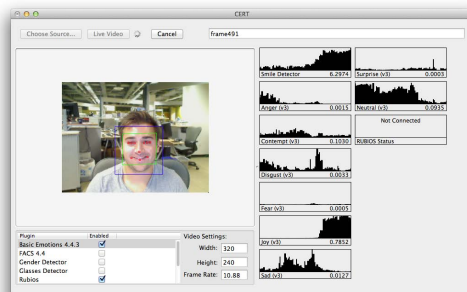 CERT
Choose Source...
Live Video
Cancel
frame491
Smile Detector 6.2974
Surprise (v3) 0.0003
Anger (v3) 0.0015
Neutral (v3) 0.0935
Contempt (v3) 0.1030
Not Connected
RUBIOS Status
Disgust (v3) 0.0033
Fear (v3) 0.0005
Joy (v3) 0.7852
Sad (v3) 0.0127
Plugin Enabled
Basic Emotions 4.4.3
FACS 4.4
Gender Detector
Glasses Detector
Rubios
Video Settings:
Width: 320
Height: 240
Frame Rate: 10.88